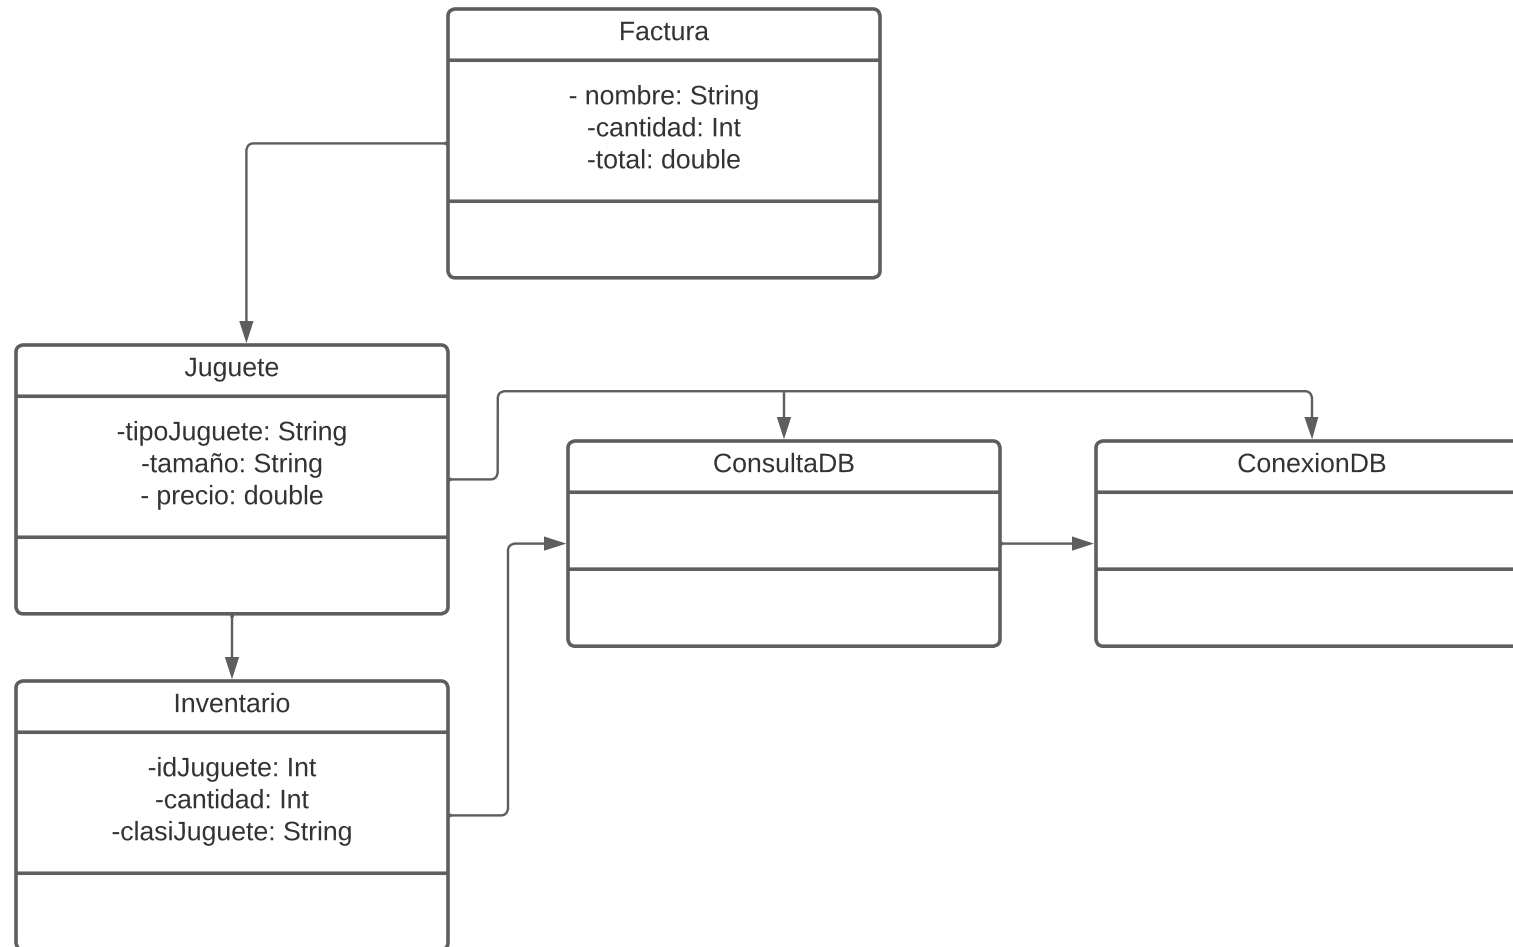 Factura
- nombre: String
-cantidad: Int
-total: double
Juguete
-tipoJuguete: String
-tamaño: String
- precio: double
ConsultaDB
ConexionDB
Inventario
-idJuguete: Int
-cantidad: Int
-clasiJuguete: String